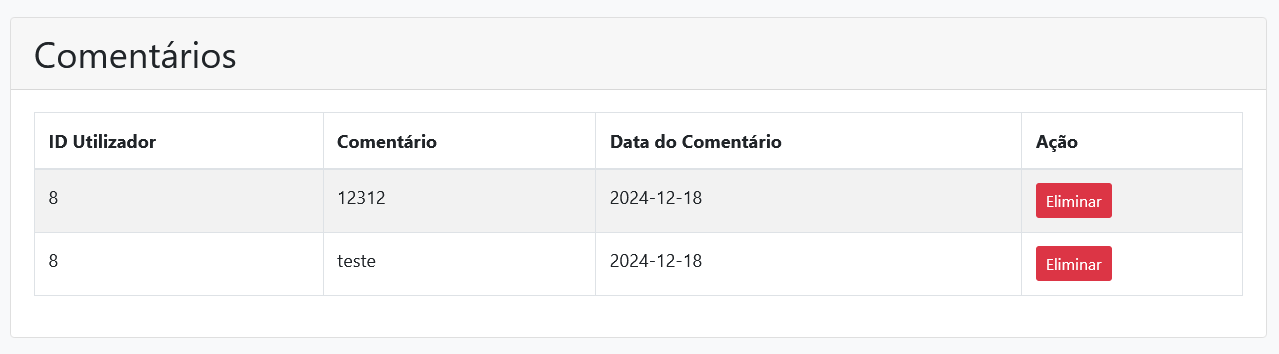 Comentários
ID Utilizador Comentário Data do Comentário Ação
8 12312 2024-12-18 Eliminar
8 teste 2024-12-18 Eliminar